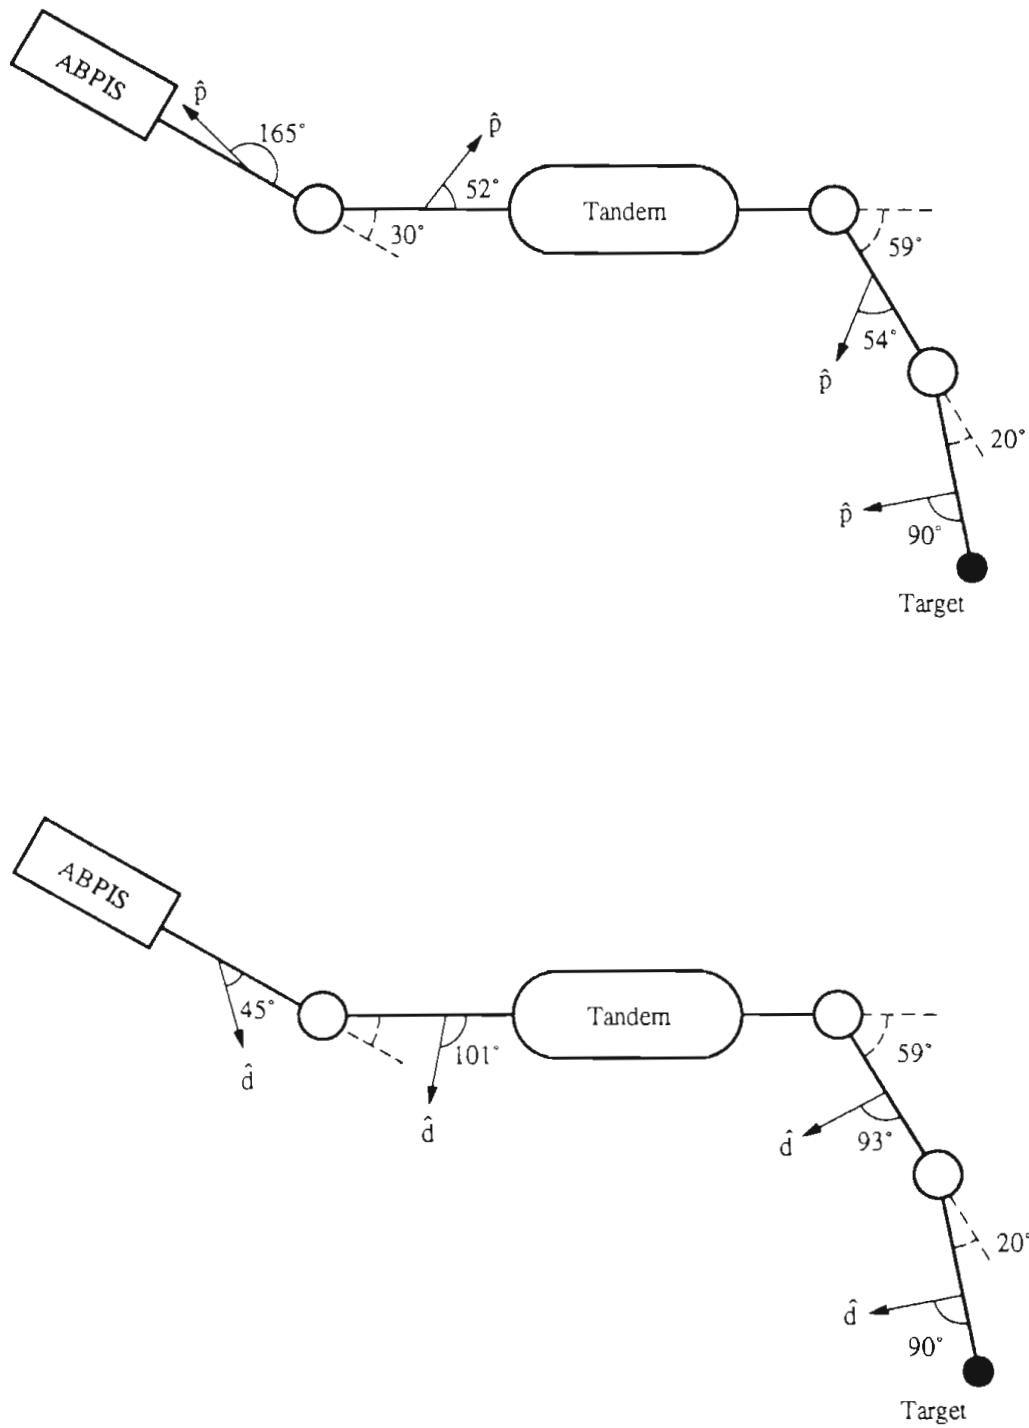 ABPIS
p̂
165°
p̂
52°
30°
Tandem
59°
54°
p̂
20°
p̂
90°
Target
ABPIS
45°
d̂
101°
d̂
Tandem
59°
93°
d̂
20°
d̂
90°
Target